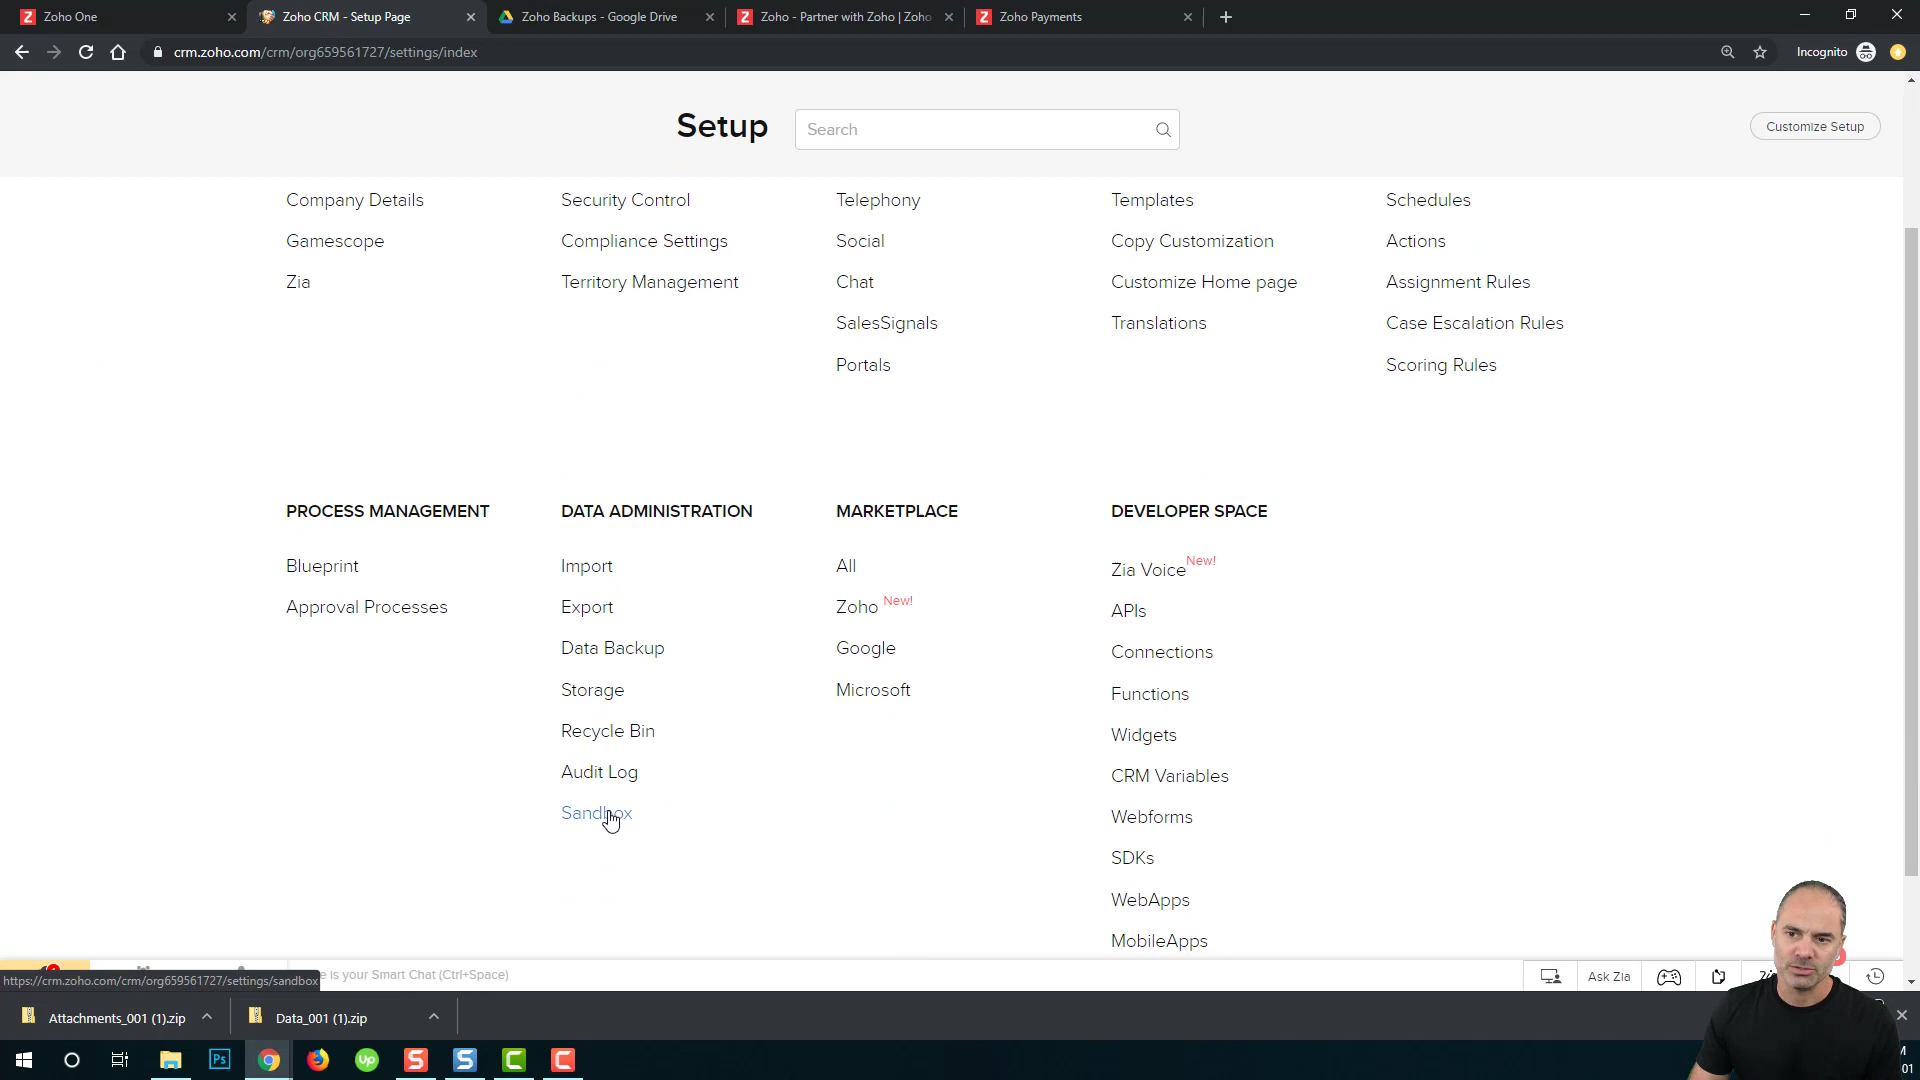 Zoho One
Zoho CRM - Setup Page
Zoho Backups - Google Drive
Zoho - Partner with Zoho | Zoho
Zoho Payments
crm.zoho.com/crm/org659561727/settings/index
Incognito
Setup
Search
Customize Setup
Company Details
Security Control
Telephony
Templates
Schedules
Gamescope
Compliance Settings
Social
Copy Customization
Actions
Zia
Territory Management
Chat
Customize Home page
Assignment Rules
SalesSignals
Translations
Case Escalation Rules
Portals
Scoring Rules
PROCESS MANAGEMENT
DATA ADMINISTRATION
MARKETPLACE
DEVELOPER SPACE
Blueprint
Import
All
Zia Voice New!
Approval Processes
Export
Zoho New!
APIs
Data Backup
Google
Connections
Storage
Microsoft
Functions
Recycle Bin
Widgets
Audit Log
CRM Variables
Sandbox
Webforms
SDKs
WebApps
MobileApps
e is your Smart Chat (Ctrl+Space)
Ask Zia
https://crm.zoho.com/crm/org659561727/settings/sandbox
Attachments_001 (1).zip
Data_001 (1).zip
Ps
Up
S
S
C
C